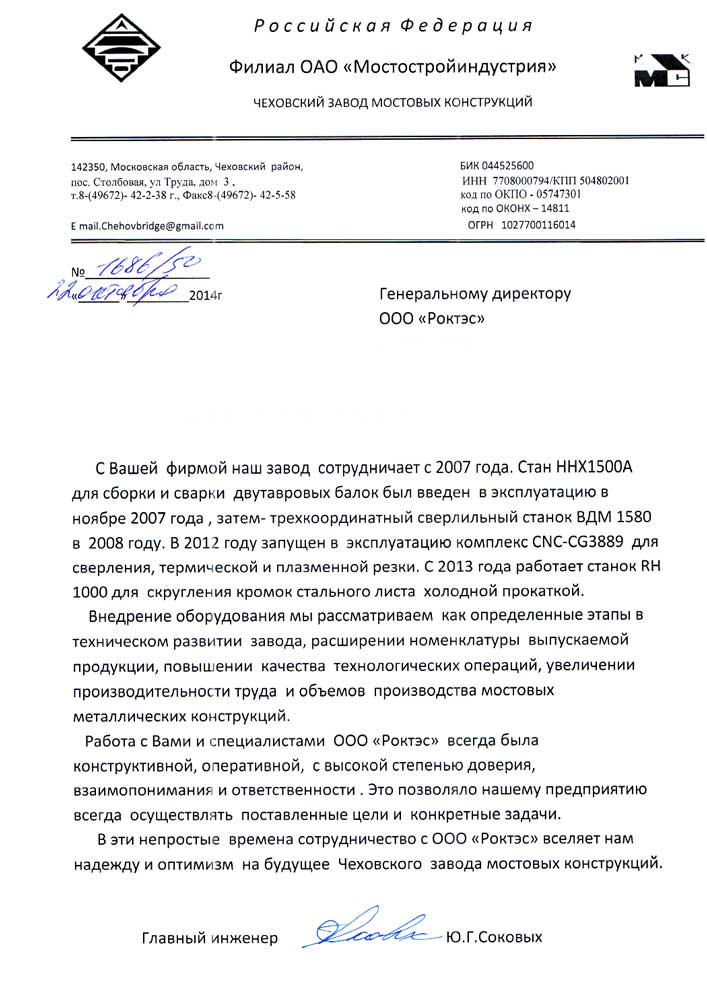 Российская Федерация
Филиал ОАО «Мостостройиндустрия»
М К
МС
ЧЕХОВСКИЙ ЗАВОД МОСТОВЫХ КОНСТРУКЦИЙ
142350, Московская область, Чеховский район,
пос. Столбовая, ул Труда, дом 3 ,
т.8-(49672)- 42-2-38 г., Факс8-(49672)- 42-5-58
E mail.Chehovbridge@gmail.com
БИК 044525600
ИНН 7708000794/КПП 504802001
код по ОКПО - 05747301
код по ОКОНХ – 14811
ОГРН 1027700116014
№ 1686/50
«22 октября 2014г
Генеральному директору
ООО «Роктэс»
С Вашей фирмой наш завод сотрудничает с 2007 года. Стан ННХ1500А
для сборки и сварки двутавровых балок был введен в эксплуатацию в
ноябре 2007 года , затем- трехкоординатный сверлильный станок ВДМ 1580
в 2008 году. В 2012 году запущен в эксплуатацию комплекс CNC-CG3889 для
сверления, термической и плазменной резки. С 2013 года работает станок RH
1000 для скругления кромок стального листа холодной прокаткой.
Внедрение оборудования мы рассматриваем как определенные этапы в
техническом развитии завода, расширении номенклатуры выпускаемой
продукции, повышении качества технологических операций, увеличении
производительности труда и объемов производства мостовых
металлических конструкций.
Работа с Вами и специалистами ООО «Роктэс» всегда была
конструктивной, оперативной, с высокой степенью доверия,
взаимопонимания и ответственности . Это позволяло нашему предприятию
всегда осуществлять поставленные цели и конкретные задачи.
В эти непростые времена сотрудничество с ООО «Роктэс» вселяет нам
надежду и оптимизм на будущее Чеховского завода мостовых конструкций.
Главный инженер Ю.Г.Соковых